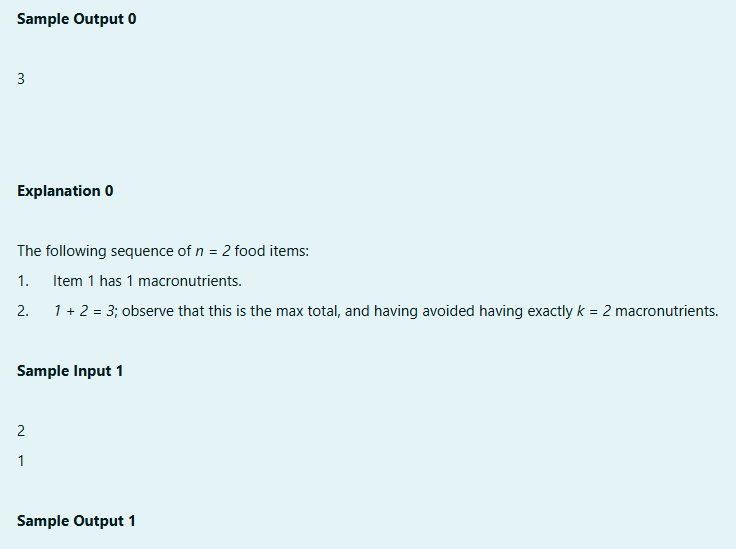 Sample Output 0
3
Explanation 0
The following sequence of n = 2 food items:
1. Item 1 has 1 macronutrients.
2. 1 + 2 = 3; observe that this is the max total, and having avoided having exactly k = 2 macronutrients.
Sample Input 1
2
1
Sample Output 1